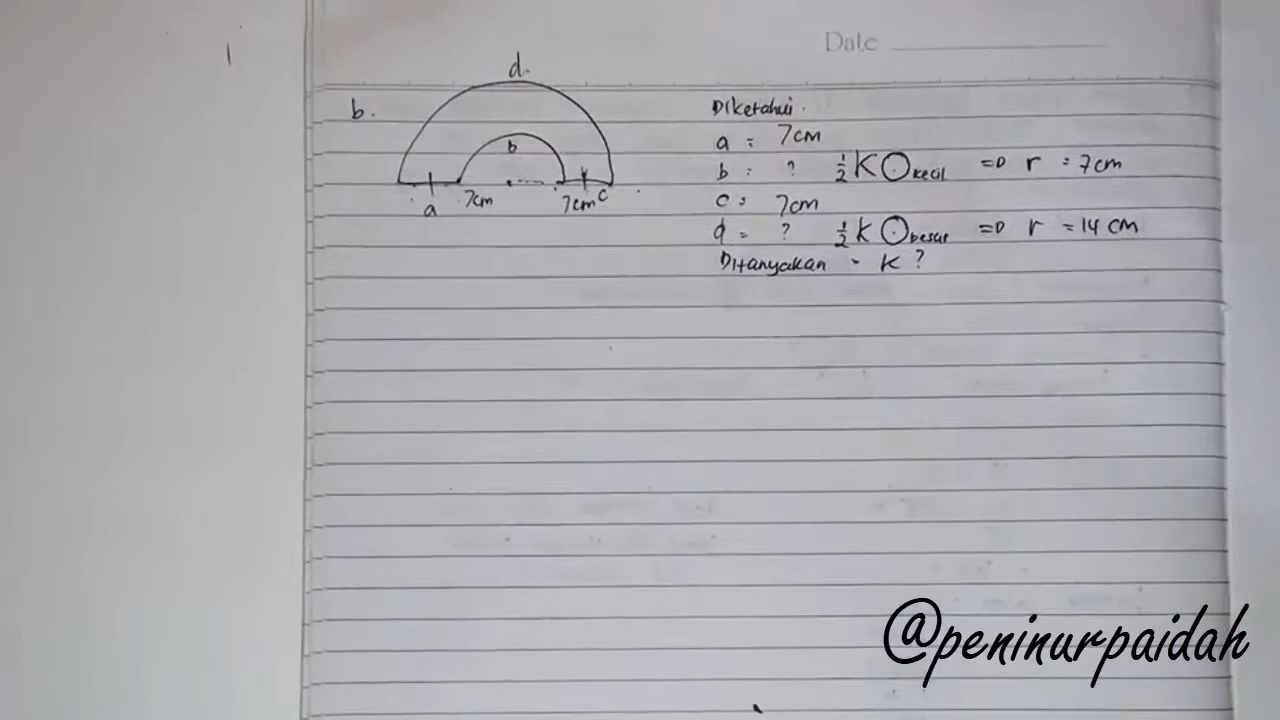 Date
d.
b.
b
7cm
7cm
a
c
Diketahui.
a = 7cm
b = ? ½ K O kecil => r = 7cm
c = 7cm
d = ? ½ K O besar => r = 14 cm
Ditanyakan - K ?
@peninurpaidah